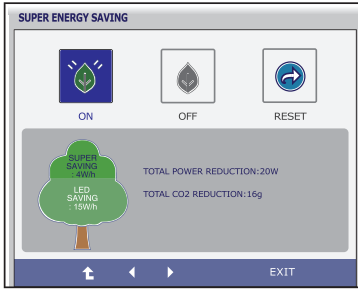 SUPER ENERGY SAVING
ON OFF RESET
SUPER
SAVING
: 4W/h
LED
SAVING
: 15W/h
TOTAL POWER REDUCTION:20W
TOTAL CO2 REDUCTION:16g
EXIT